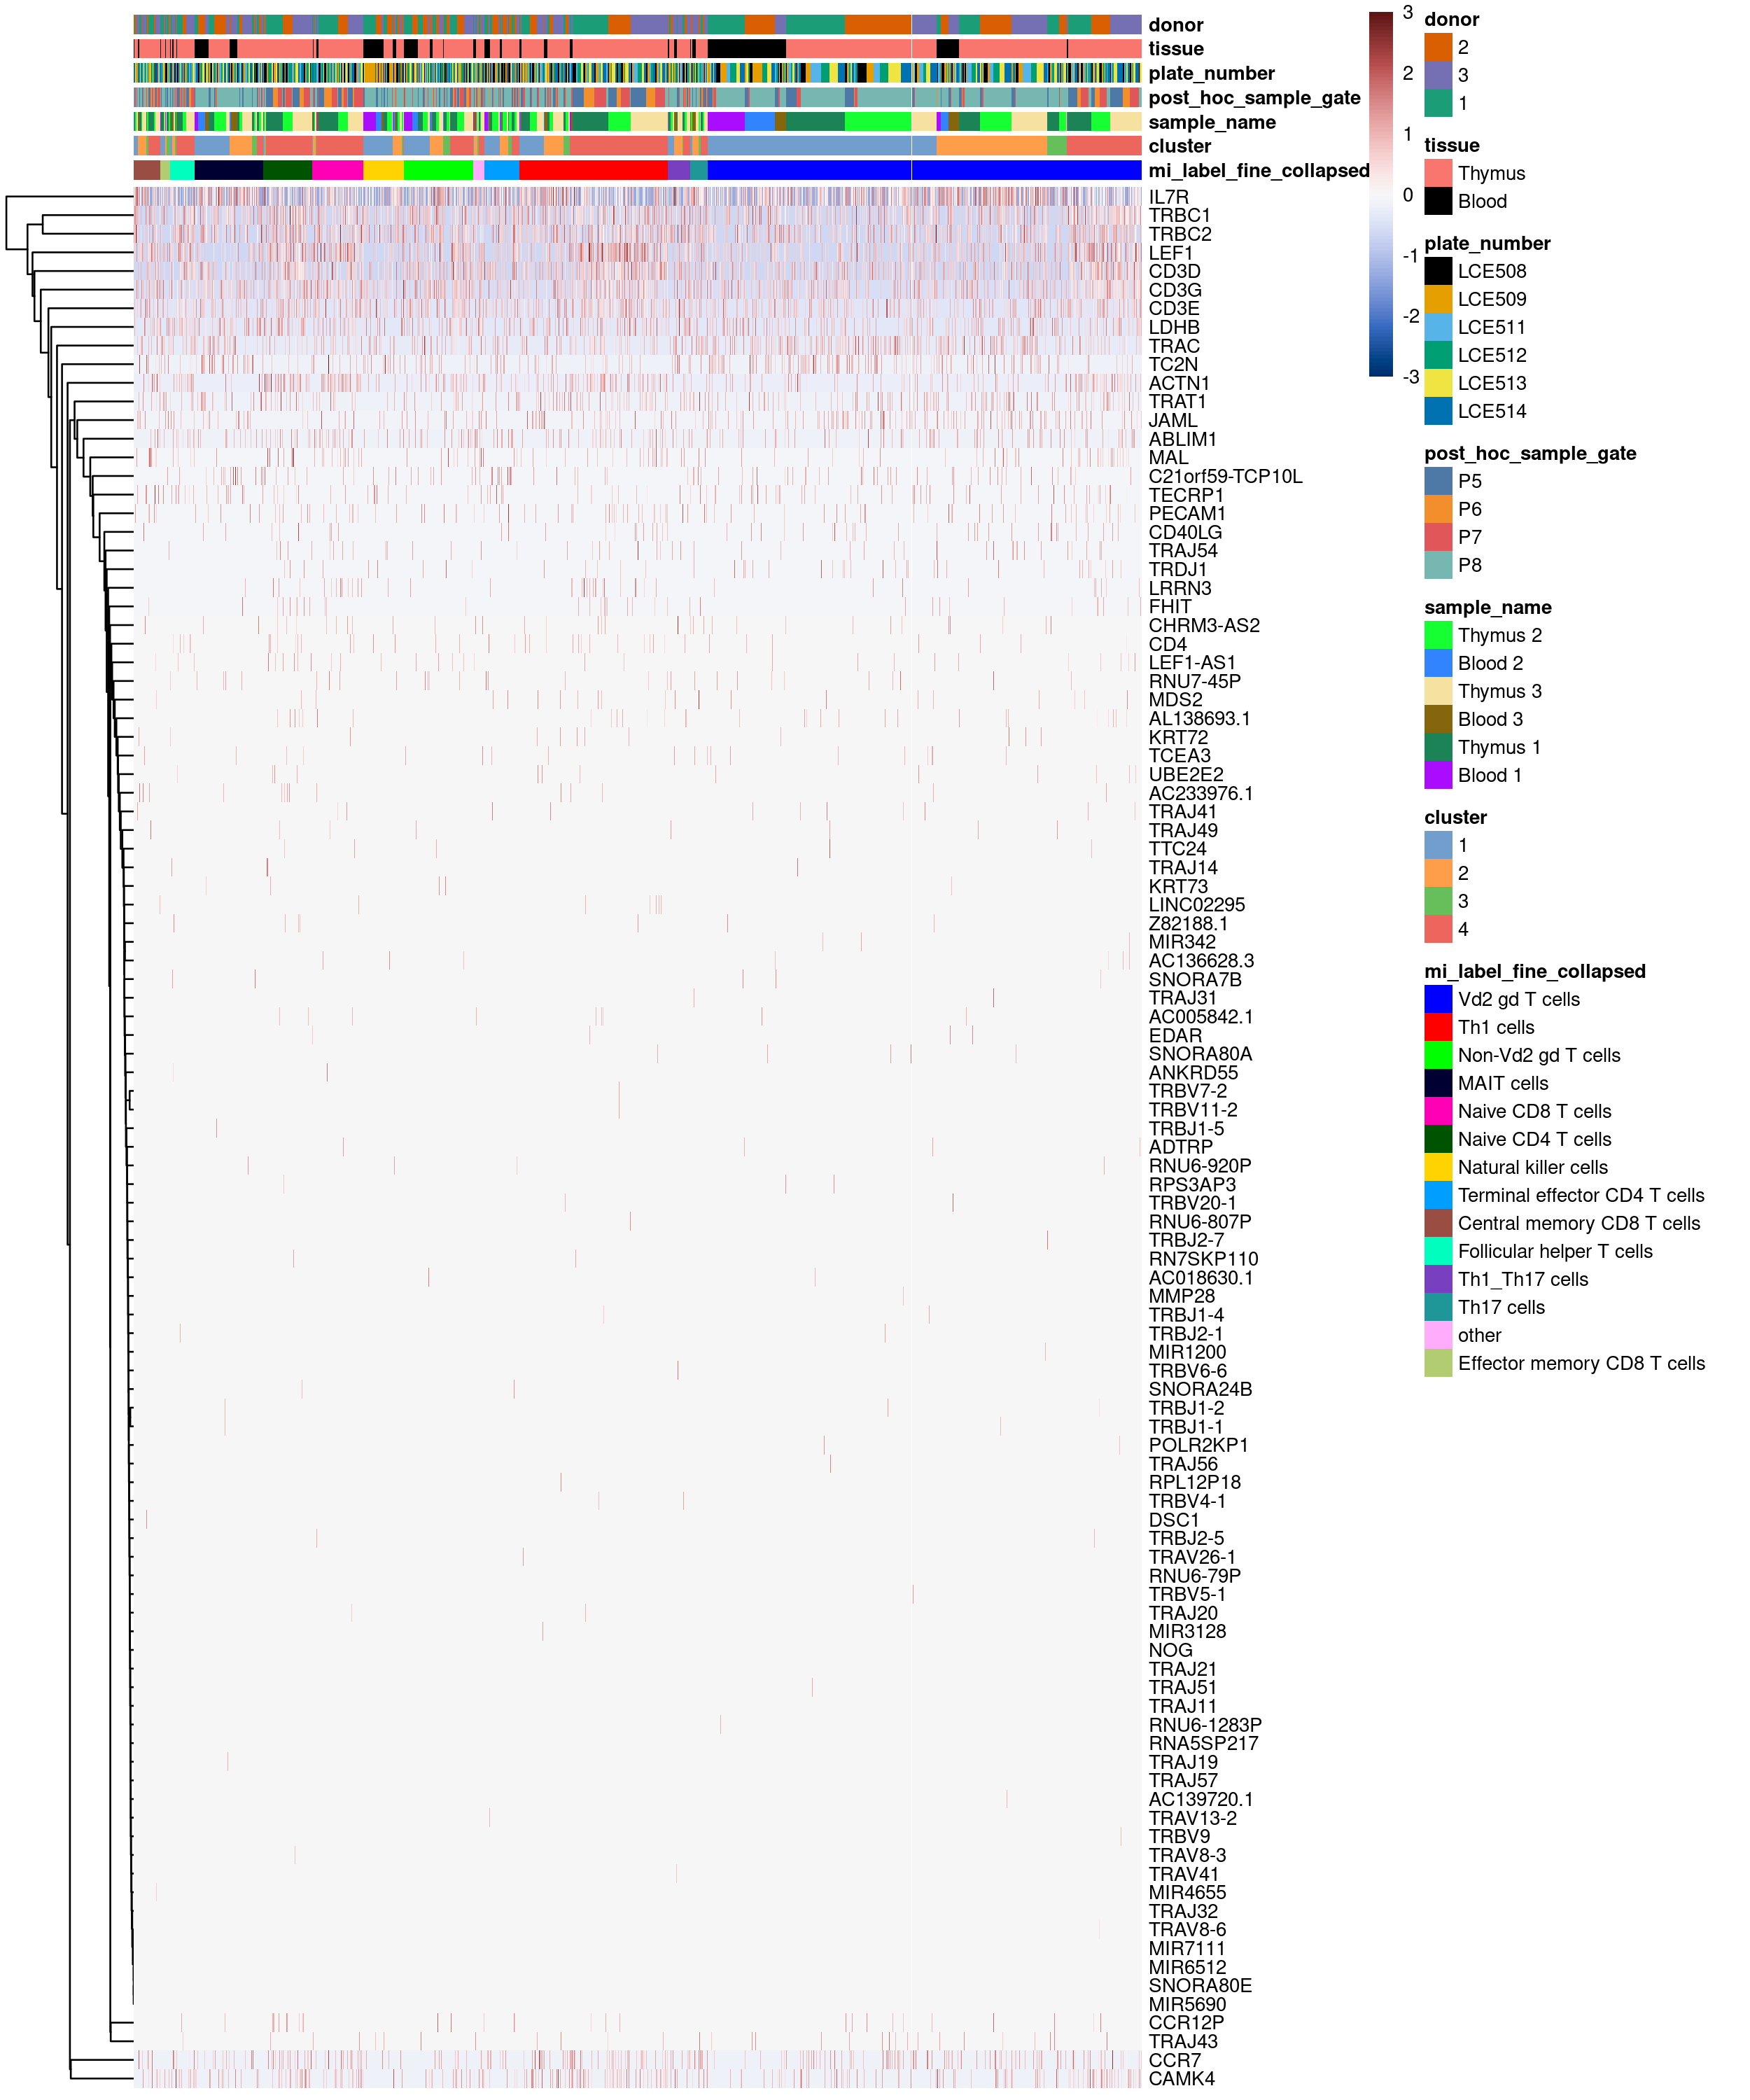 donor
tissue
plate_number
post_hoc_sample_gate
sample_name
cluster
mi_label_fine_collapsed
IL7R
TRBC1
TRBC2
LEF1
CD3D
CD3G
CD3E
LDHB
TRAC
TC2N
ACTN1
TRAT1
JAML
ABLIM1
MAL
C21orf59-TCP10L
TECRP1
PECAM1
CD40LG
TRAJ54
TRDJ1
LRRN3
FHIT
CHRM3-AS2
CD4
LEF1-AS1
RNU7-45P
MDS2
AL138693.1
KRT72
TCEA3
UBE2E2
AC233976.1
TRAJ41
TRAJ49
TTC24
TRAJ14
KRT73
LINC02295
Z82188.1
MIR342
AC136628.3
SNORA7B
TRAJ31
AC005842.1
EDAR
SNORA80A
ANKRD55
TRBV7-2
TRBV11-2
TRBJ1-5
ADTRP
RNU6-920P
RPS3AP3
TRBV20-1
RNU6-807P
TRBJ2-7
RN7SKP110
AC018630.1
MMP28
TRBJ1-4
TRBJ2-1
MIR1200
TRBV6-6
SNORA24B
TRBJ1-2
TRBJ1-1
POLR2KP1
TRAJ56
RPL12P18
TRBV4-1
DSC1
TRBJ2-5
TRAV26-1
RNU6-79P
TRBV5-1
TRAJ20
MIR3128
NOG
TRAJ21
TRAJ51
TRAJ11
RNU6-1283P
RNA5SP217
TRAJ19
TRAJ57
AC139720.1
TRAV13-2
TRBV9
TRAV8-3
TRAV41
MIR4655
TRAJ32
TRAV8-6
MIR7111
MIR6512
SNORA80E
MIR5690
CCR12P
TRAJ43
CCR7
CAMK4
3
2
1
0
-1
-2
-3
donor
2
3
1
tissue
Thymus
Blood
plate_number
LCE508
LCE509
LCE511
LCE512
LCE513
LCE514
post_hoc_sample_gate
P5
P6
P7
P8
sample_name
Thymus 2
Blood 2
Thymus 3
Blood 3
Thymus 1
Blood 1
cluster
1
2
3
4
mi_label_fine_collapsed
Vd2 gd T cells
Th1 cells
Non-Vd2 gd T cells
MAIT cells
Naive CD8 T cells
Naive CD4 T cells
Natural killer cells
Terminal effector CD4 T cells
Central memory CD8 T cells
Follicular helper T cells
Th1_Th17 cells
Th17 cells
other
Effector memory CD8 T cells